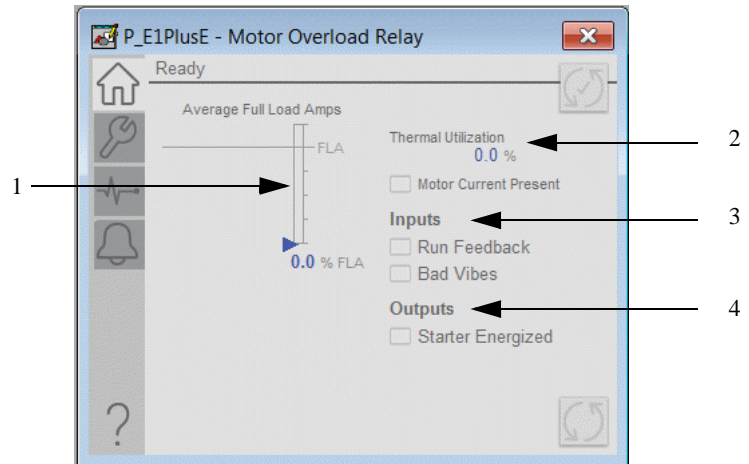 P_E1PlusE - Motor Overload Relay
Ready
Average Full Load Amps
FLA
0.0 % FLA
Thermal Utilization
0.0 %
Motor Current Present
Inputs
Run Feedback
Bad Vibes
Outputs
Starter Energized
?
1
2
3
4